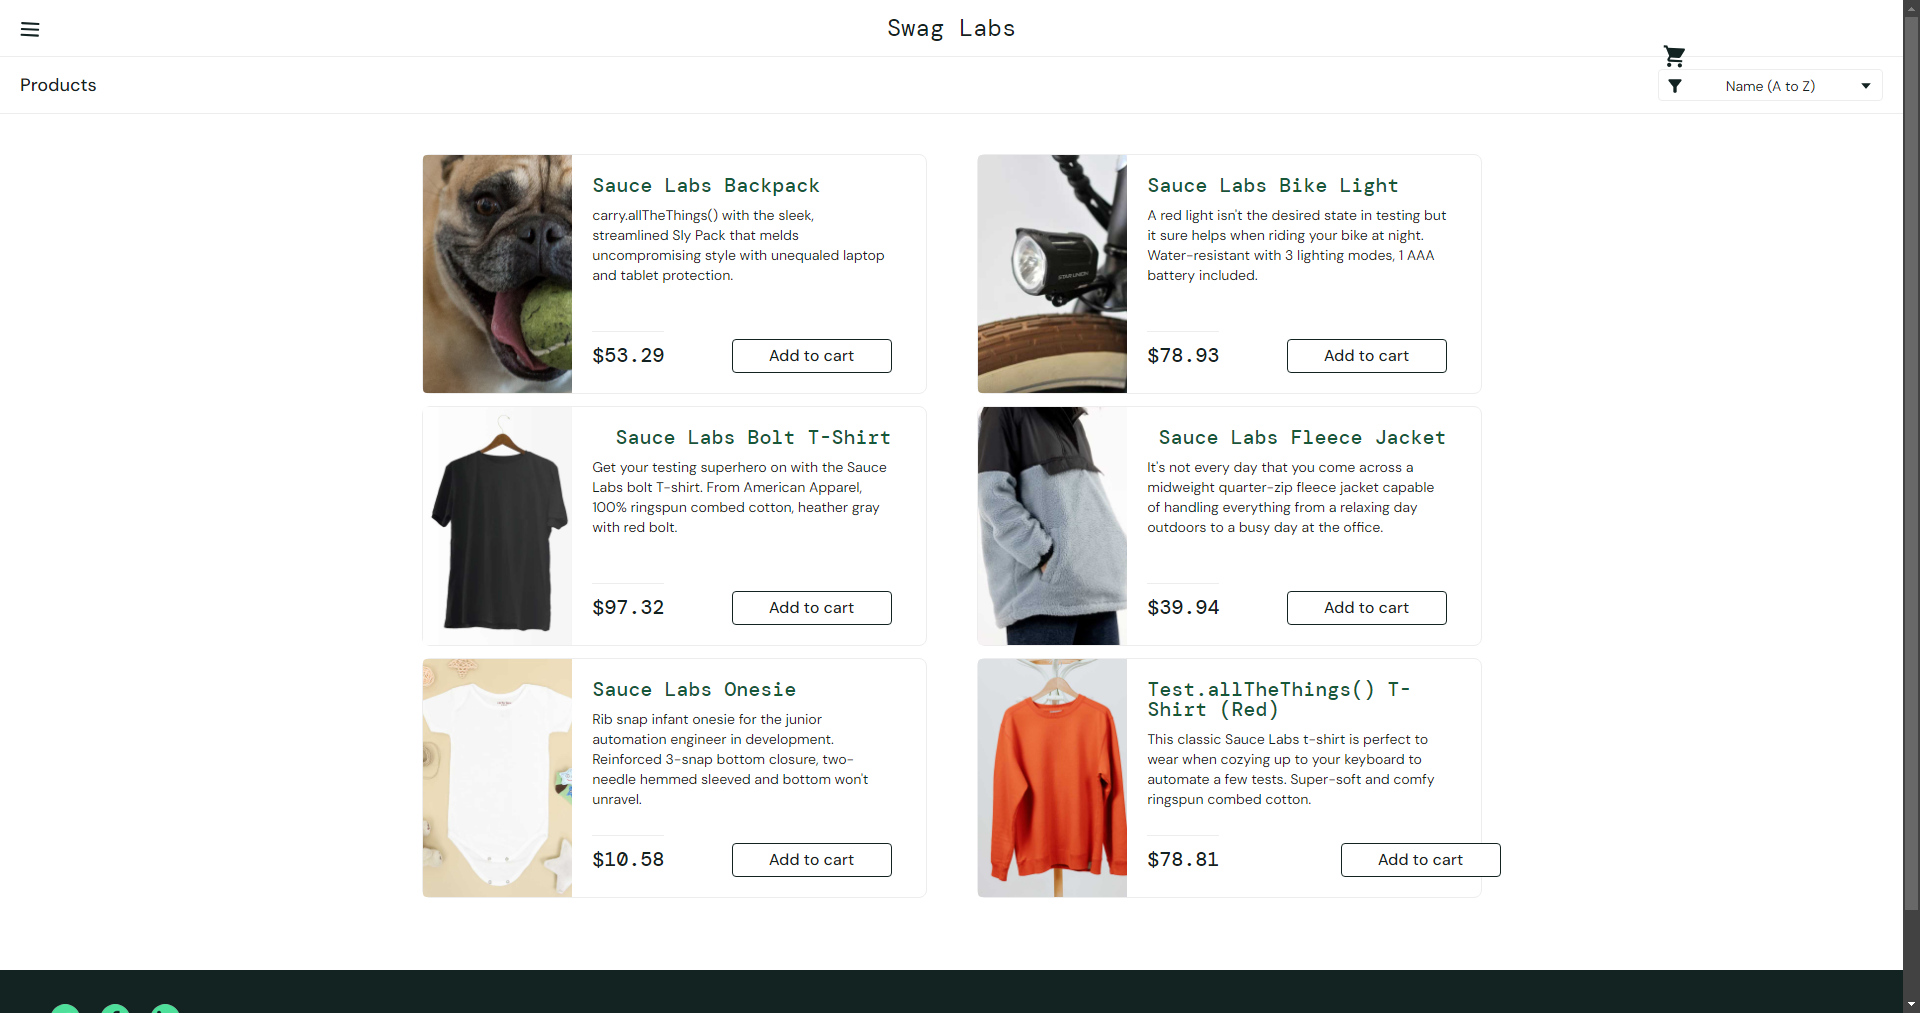 Swag Labs
Products
Name (A to Z)
Sauce Labs Backpack
carry.allTheThings() with the sleek,
streamlined Sly Pack that melds
uncompromising style with unequaled laptop
and tablet protection.
$53.29
Add to cart
Sauce Labs Bike Light
A red light isn't the desired state in testing but
it sure helps when riding your bike at night.
Water-resistant with 3 lighting modes, 1 AAA
battery included.
STAR UNION
$78.93
Add to cart
Sauce Labs Bolt T-Shirt
Get your testing superhero on with the Sauce
Labs bolt T-shirt. From American Apparel,
100% ringspun combed cotton, heather gray
with red bolt.
$97.32
Add to cart
Sauce Labs Fleece Jacket
It's not every day that you come across a
midweight quarter-zip fleece jacket capable
of handling everything from a relaxing day
outdoors to a busy day at the office.
$39.94
Add to cart
Sauce Labs Onesie
Rib snap infant onesie for the junior
automation engineer in development.
Reinforced 3-snap bottom closure, two-
needle hemmed sleeved and bottom won't
unravel.
$10.58
Add to cart
Test.allTheThings() T-
Shirt (Red)
This classic Sauce Labs t-shirt is perfect to
wear when cozying up to your keyboard to
automate a few tests. Super-soft and comfy
ringspun combed cotton.
$78.81
Add to cart